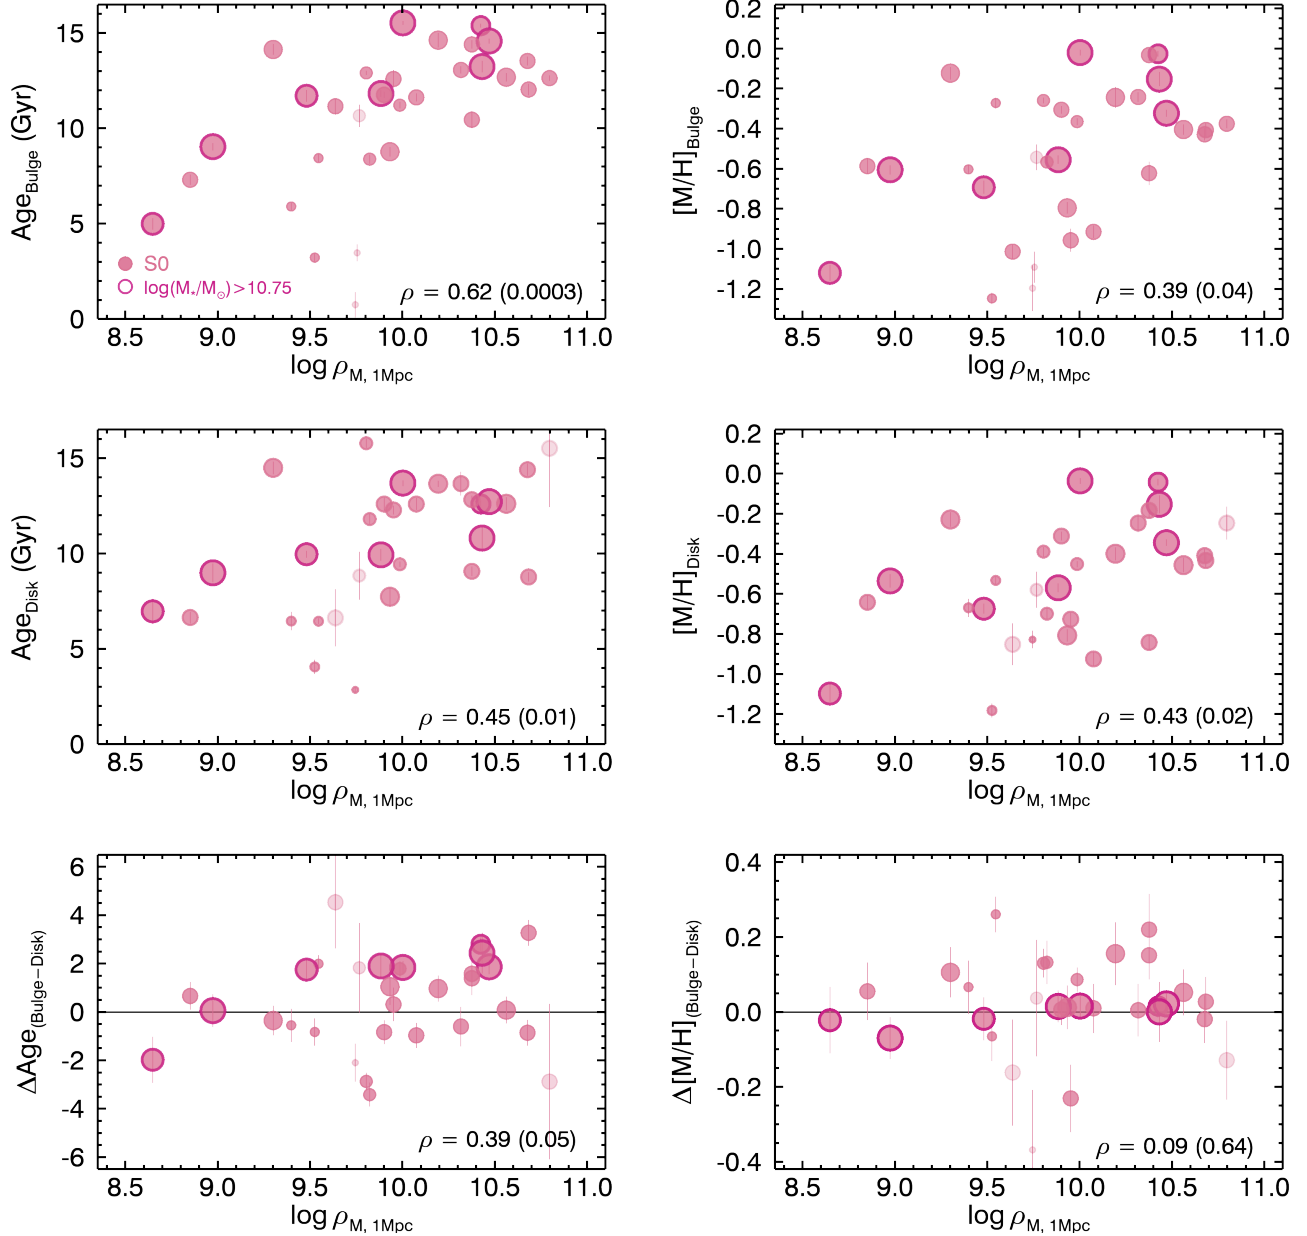 15
10
5
0
Age_Bulge (Gyr)
S0
log(M_*/M_⊙)>10.75
ρ = 0.62 (0.0003)
8.5 9.0 9.5 10.0 10.5 11.0
log ρ_M, 1Mpc
0.2
0.0
-0.2
-0.4
-0.6
-0.8
-1.0
-1.2
[M/H]_Bulge
ρ = 0.39 (0.04)
8.5 9.0 9.5 10.0 10.5 11.0
log ρ_M, 1Mpc
15
10
5
0
Age_Disk (Gyr)
ρ = 0.45 (0.01)
8.5 9.0 9.5 10.0 10.5 11.0
log ρ_M, 1Mpc
0.2
0.0
-0.2
-0.4
-0.6
-0.8
-1.0
-1.2
[M/H]_Disk
ρ = 0.43 (0.02)
8.5 9.0 9.5 10.0 10.5 11.0
log ρ_M, 1Mpc
6
4
2
0
-2
-4
-6
ΔAge_(Bulge−Disk)
ρ = 0.39 (0.05)
8.5 9.0 9.5 10.0 10.5 11.0
log ρ_M, 1Mpc
0.4
0.2
0.0
-0.2
-0.4
Δ[M/H]_(Bulge−Disk)
ρ = 0.09 (0.64)
8.5 9.0 9.5 10.0 10.5 11.0
log ρ_M, 1Mpc